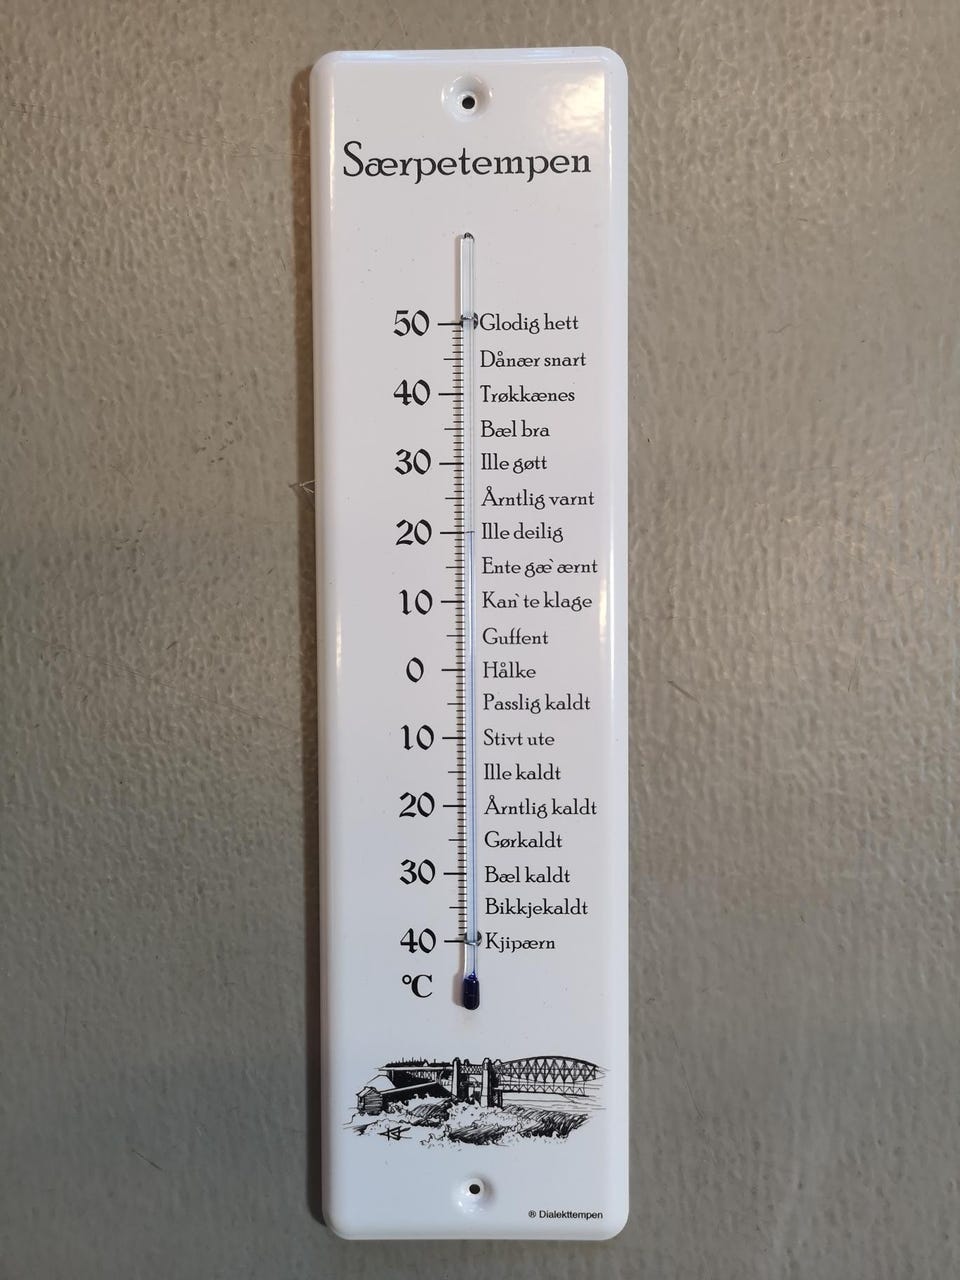 Særpetempen
50 Glodig hett
Dånær snart
40 Trøkkænes
Bæl bra
30 Ille gøtt
Årntlig varnt
20 Ille deilig
Ente gæ` ærnt
10 Kan` te klage
Guffent
0 Hålke
Passlig kaldt
10 Stivt ute
Ille kaldt
20 Årntlig kaldt
Gørkaldt
30 Bæl kaldt
Bikkjekaldt
40 Kjipærn
°C
® Dialekttempen